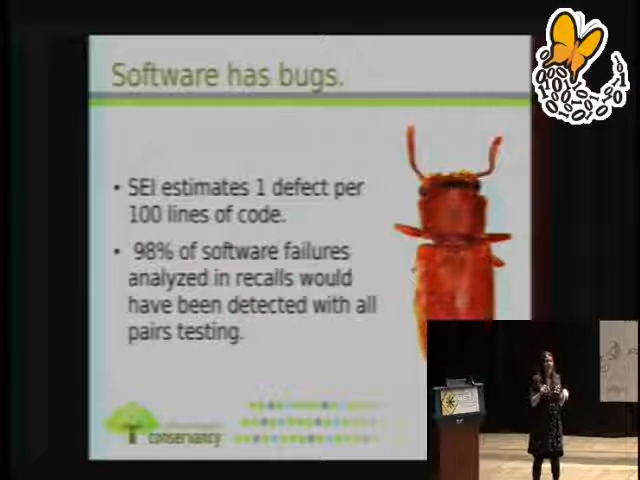 Software has bugs.
• SEI estimates 1 defect per
100 lines of code.
• 98% of software failures
analyzed in recalls would
have been detected with all
pairs testing.
conservancy